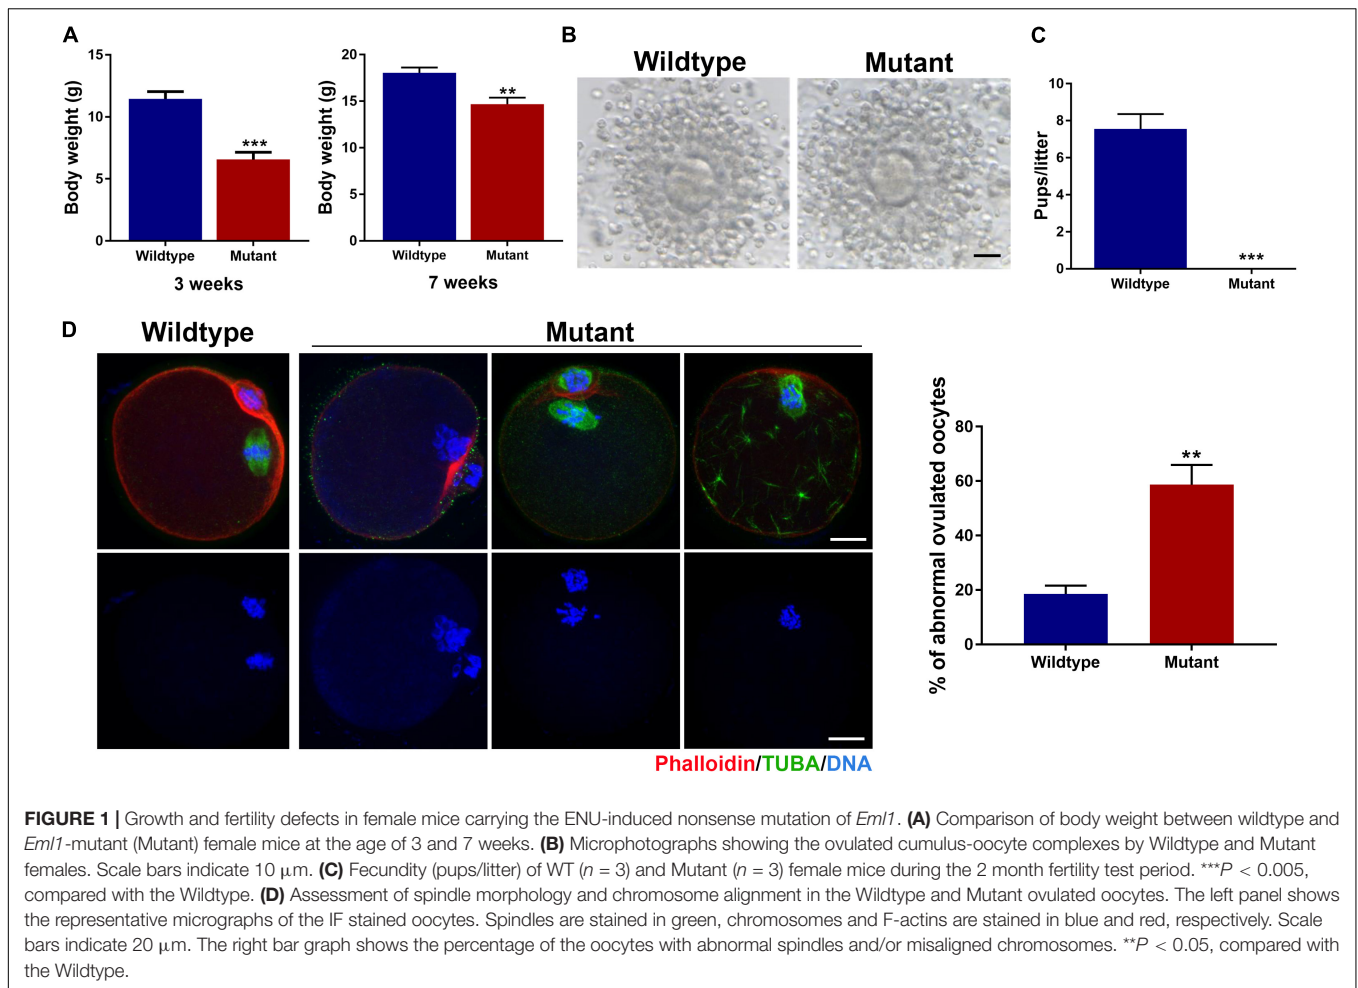 A
15
10
5
0
Body weight (g)
***
Wildtype
Mutant
3 weeks
20
15
10
5
0
Body weight (g)
**
Wildtype
Mutant
7 weeks
B
Wildtype
Mutant
C
10
8
6
4
2
0
Pups/litter
***
Wildtype
Mutant
D
Wildtype
Mutant
Phalloidin/TUBA/DNA
80
60
40
20
0
% of abnormal ovulated oocytes
**
Wildtype
Mutant
FIGURE 1 | Growth and fertility defects in female mice carrying the ENU-induced nonsense mutation of Eml1. (A) Comparison of body weight between wildtype and
Eml1-mutant (Mutant) female mice at the age of 3 and 7 weeks. (B) Microphotographs showing the ovulated cumulus-oocyte complexes by Wildtype and Mutant
females. Scale bars indicate 10 μm. (C) Fecundity (pups/litter) of WT (n = 3) and Mutant (n = 3) female mice during the 2 month fertility test period. ***P < 0.005,
compared with the Wildtype. (D) Assessment of spindle morphology and chromosome alignment in the Wildtype and Mutant ovulated oocytes. The left panel shows
the representative micrographs of the IF stained oocytes. Spindles are stained in green, chromosomes and F-actins are stained in blue and red, respectively. Scale
bars indicate 20 μm. The right bar graph shows the percentage of the oocytes with abnormal spindles and/or misaligned chromosomes. **P < 0.05, compared with
the Wildtype.